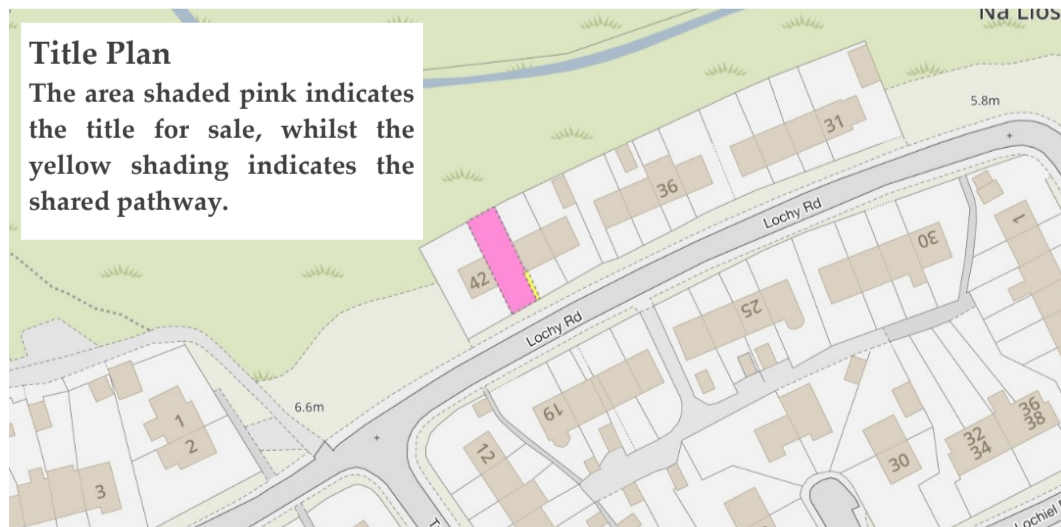 Na Lios
Title Plan
The area shaded pink indicates
the title for sale, whilst the
yellow shading indicates the
shared pathway.
5.8m
31
36
Lochy Rd
42
1
30
25
Lochy Rd
6.6m
19
1
2
12
3
36
38
32
34
30
Lochiel